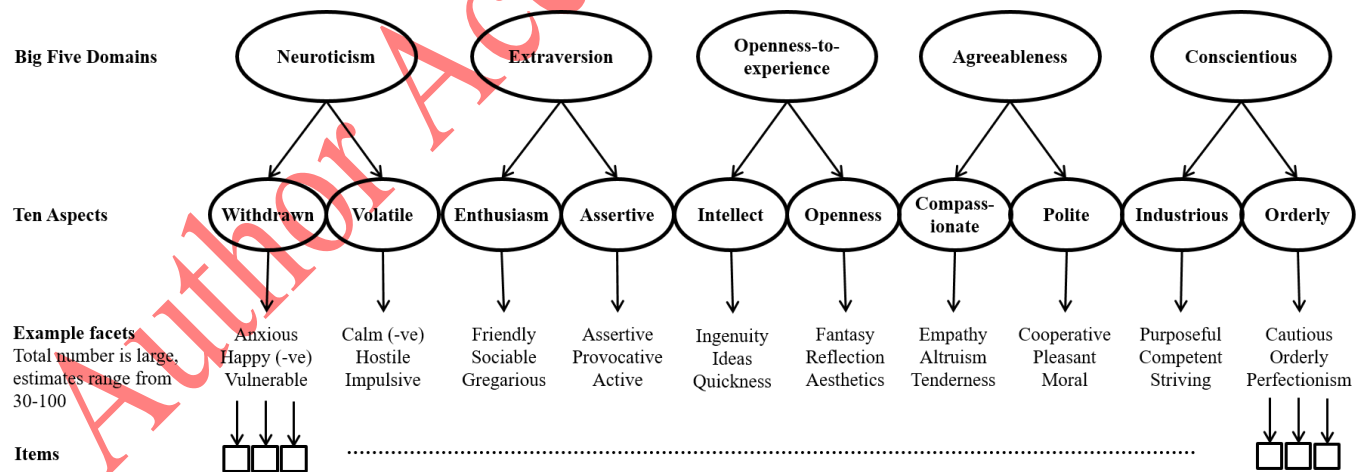 Big Five Domains
Neuroticism
Extraversion
Openness-to-
experience
Agreeableness
Conscientious
Ten Aspects
Withdrawn
Volatile
Enthusiasm
Assertive
Intellect
Openness
Compass-
ionate
Polite
Industrious
Orderly
Example facets
Total number is large,
estimates range from
30-100
Anxious
Happy (-ve)
Vulnerable
Calm (-ve)
Hostile
Impulsive
Friendly
Sociable
Gregarious
Assertive
Provocative
Active
Ingenuity
Ideas
Quickness
Fantasy
Reflection
Aesthetics
Empathy
Altruism
Tenderness
Cooperative
Pleasant
Moral
Purposeful
Competent
Striving
Cautious
Orderly
Perfectionism
Items
Author Ac